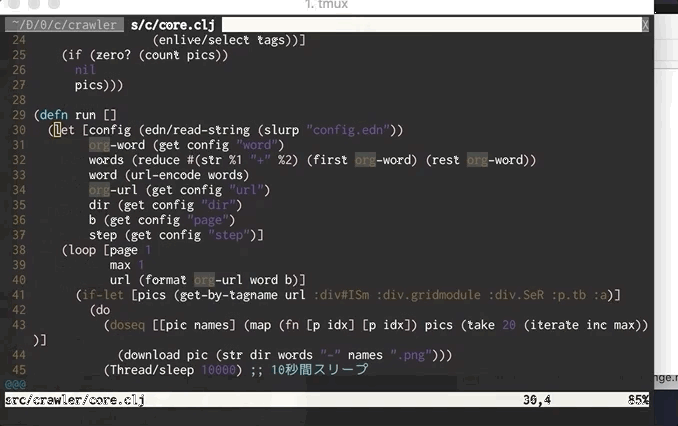 1. tmux
~/D/0/c/crawler s/c/core.clj X
24 (enlive/select tags))]
25 (if (zero? (count pics))
26 nil
27 pics)))
28
29 (defn run []
30 (let [config (edn/read-string (slurp "config.edn"))
31 org-word (get config "word")
32 words (reduce #(str %1 "+" %2) (first org-word) (rest org-word))
33 word (url-encode words)
34 org-url (get config "url")
35 dir (get config "dir")
36 b (get config "page")
37 step (get config "step")]
38 (loop [page 1
39 max 1
40 url (format org-url word b)]
41 (if-let [pics (get-by-tagname url :div#ISm :div.gridmodule :div.SeR :p.tb :a)]
42 (do
43 (doseq [[pic names] (map (fn [p idx] [p idx]) pics (take 20 (iterate inc max))
)]
44 (download pic (str dir words "-" names ".png")))
45 (Thread/sleep 10000) ;; 10秒間スリープ
@@@
src/crawler/core.clj 30,4 85%